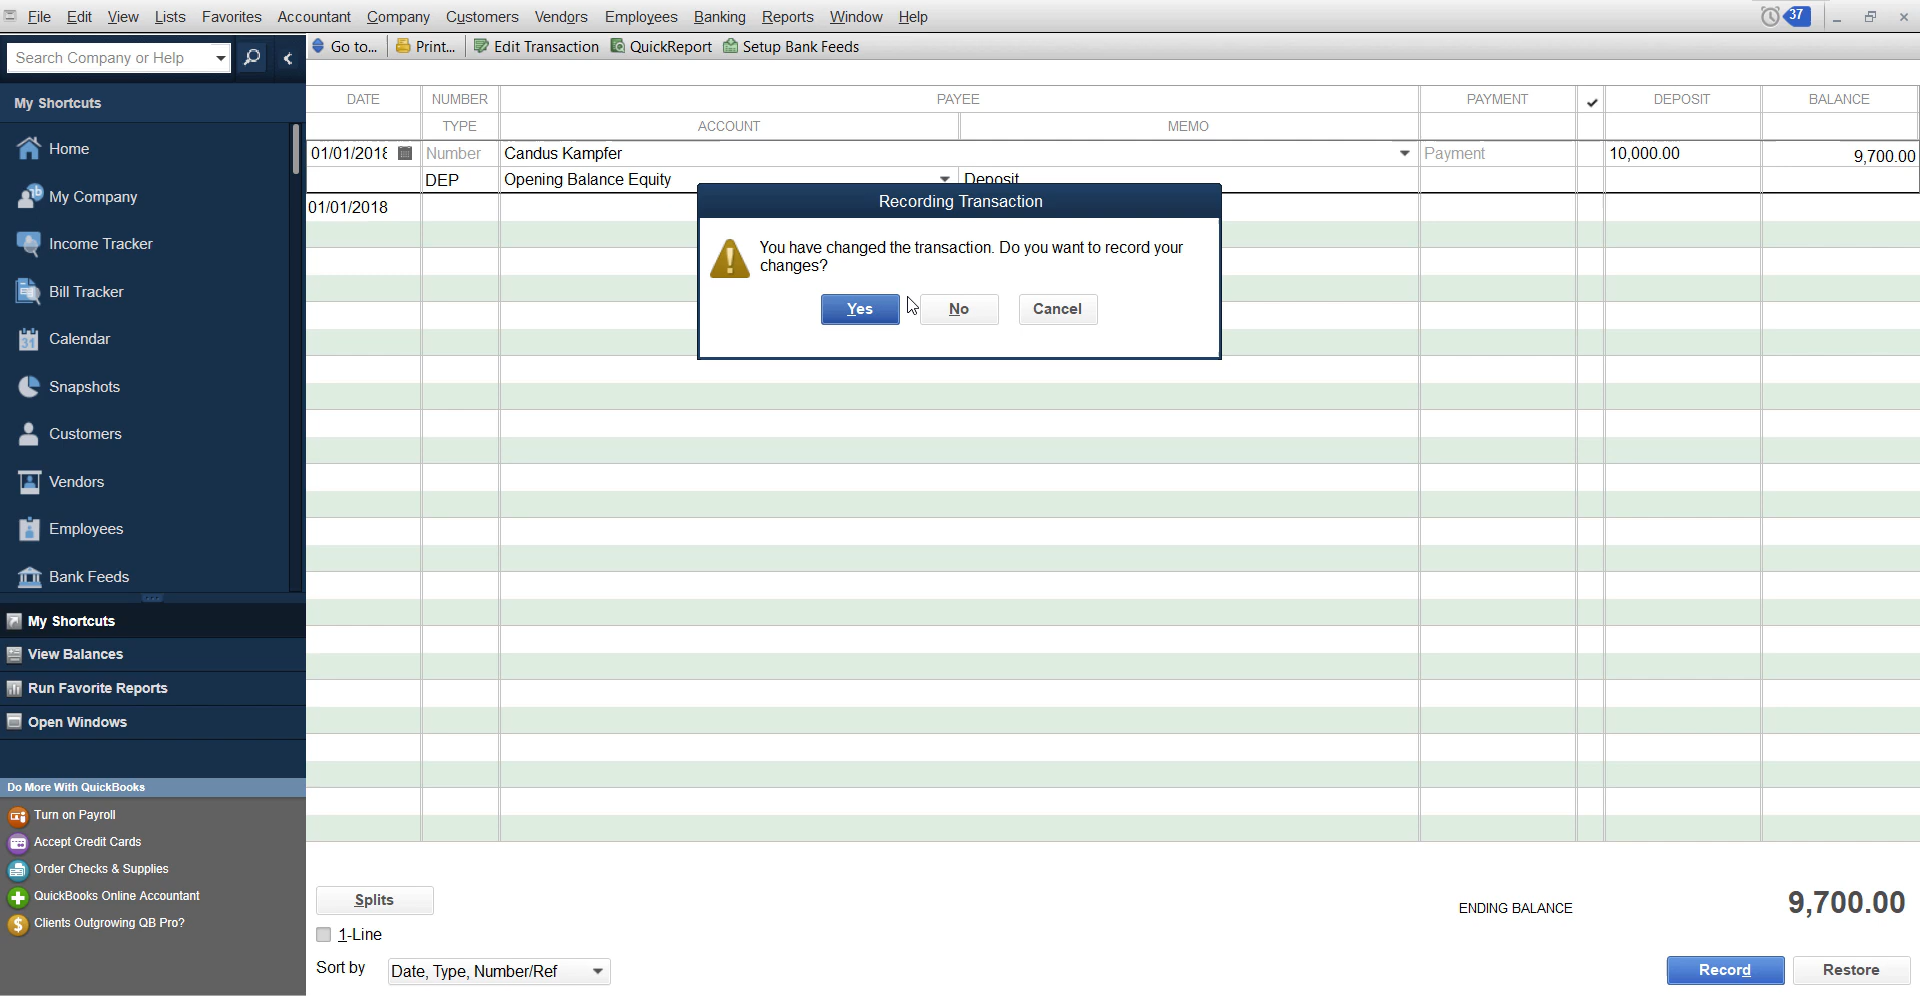 File Edit View Lists Favorites Accountant Company Customers Vendors Employees Banking Reports Window Help 37
Search Company or Help
Go to... Print... Edit Transaction QuickReport Setup Bank Feeds
My Shortcuts
Home
My Company
Income Tracker
Bill Tracker
Calendar
31
Snapshots
Customers
Vendors
Employees
Bank Feeds
My Shortcuts
View Balances
Run Favorite Reports
Open Windows
Do More With QuickBooks
Turn on Payroll
Accept Credit Cards
Order Checks & Supplies
QuickBooks Online Accountant
Clients Outgrowing QB Pro?
DATE NUMBER PAYEE PAYMENT ✓ DEPOSIT BALANCE
TYPE ACCOUNT MEMO
01/01/2018 Number Candus Kampfer Payment 10,000.00 9,700.00
DEP Opening Balance Equity Deposit
01/01/2018
Recording Transaction
You have changed the transaction. Do you want to record your
changes?
Yes No Cancel
Splits
ENDING BALANCE 9,700.00
1-Line
Sort by Date, Type, Number/Ref
Record Restore